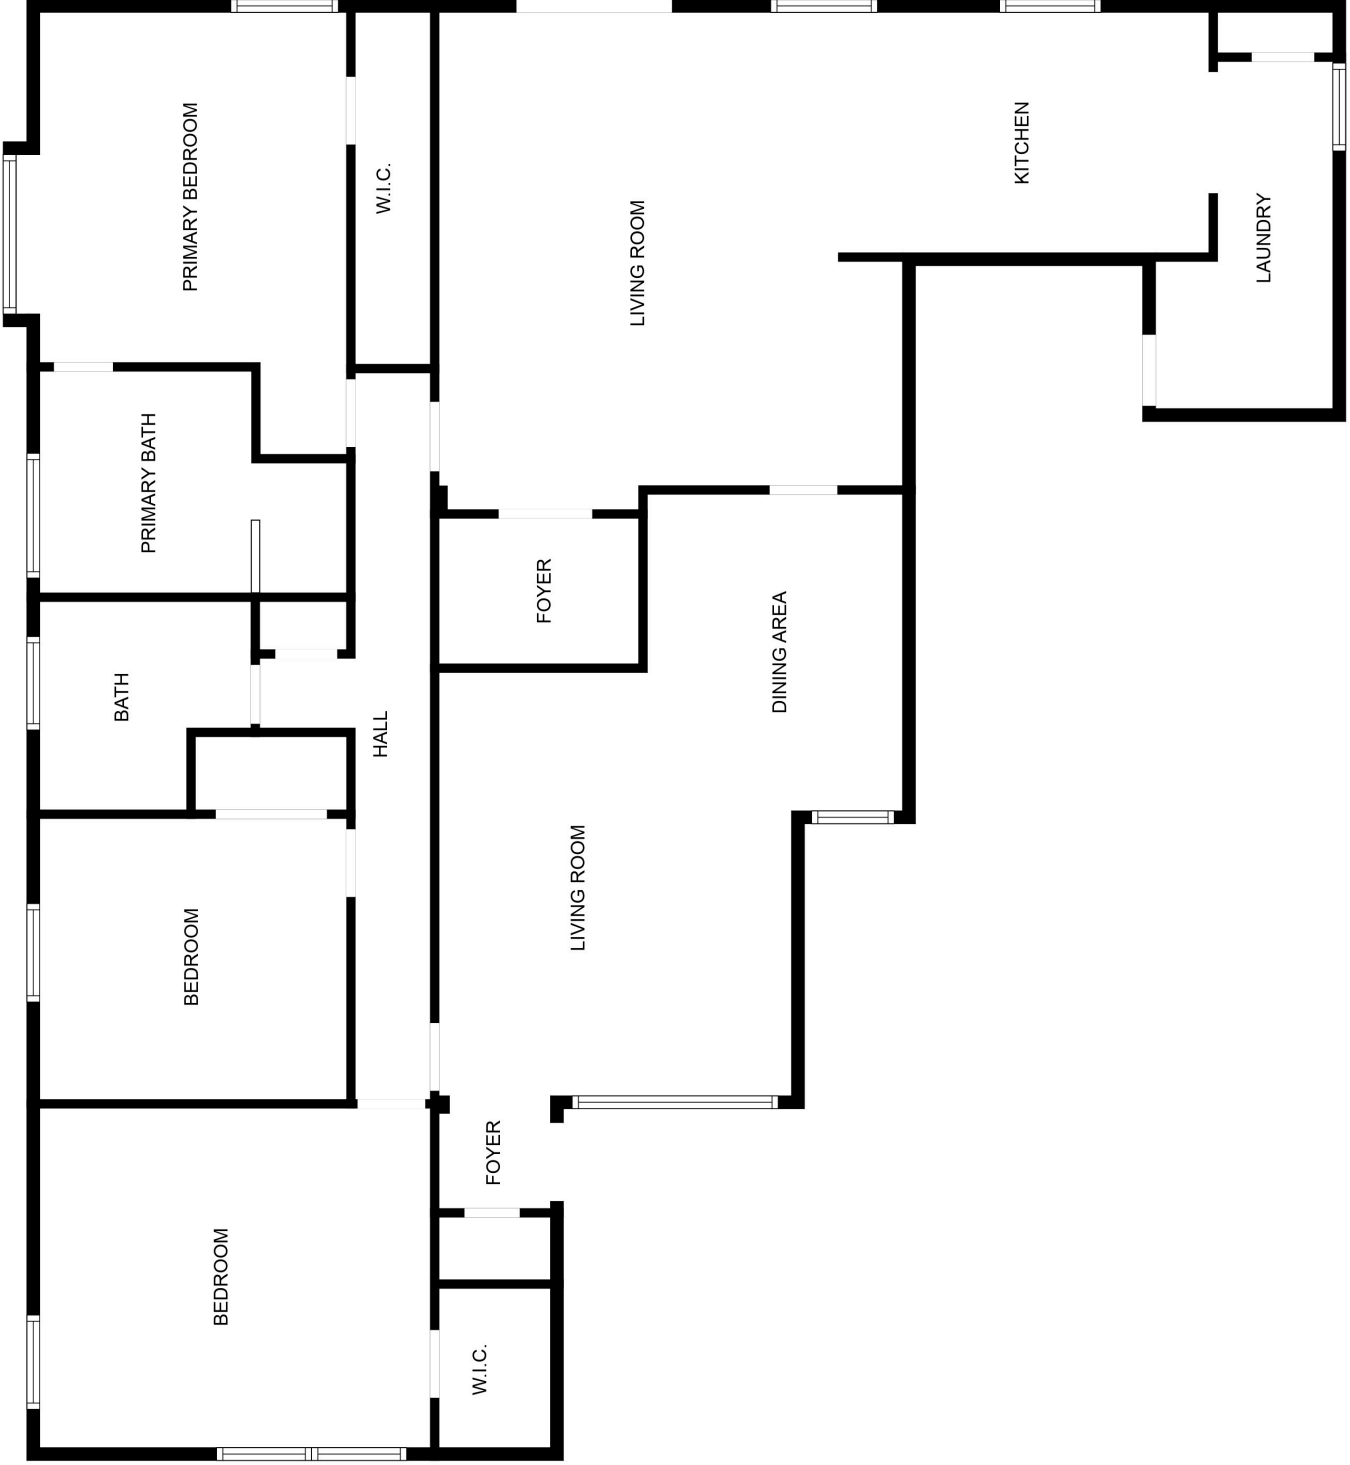 PRIMARY BEDROOM
W.I.C.
LIVING ROOM
KITCHEN
LAUNDRY
PRIMARY BATH
FOYER
DINING AREA
BATH
HALL
BEDROOM
LIVING ROOM
FOYER
BEDROOM
W.I.C.